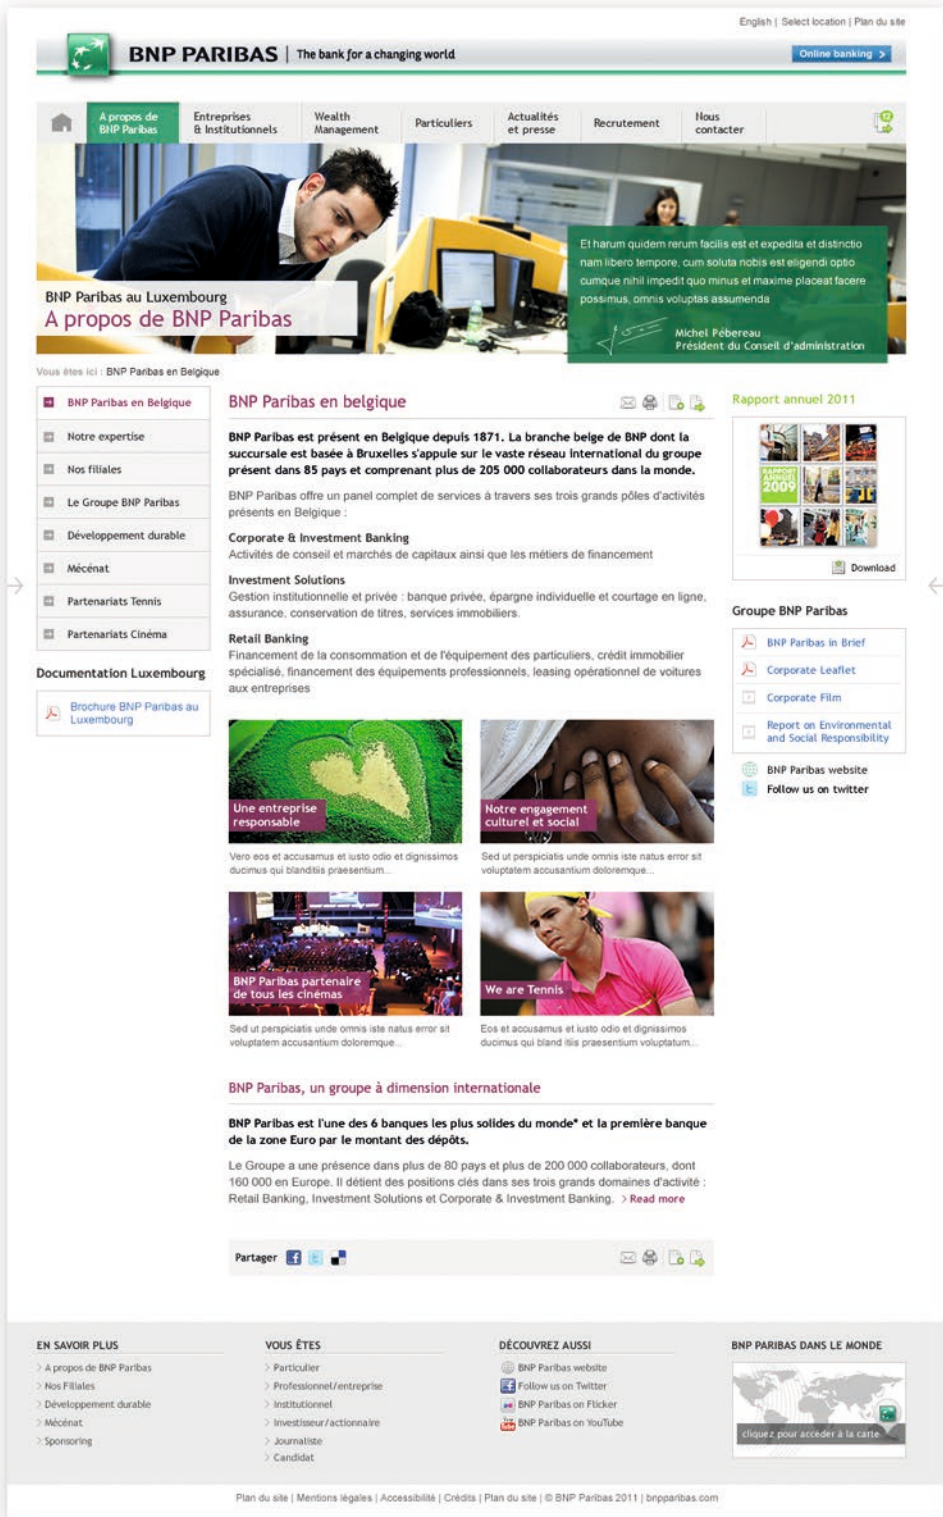 English | Select location | Plan du site
BNP PARIBAS | The bank for a changing world
Online banking >
A propos de
BNP Paribas
Entreprises
& Institutionnels
Wealth
Management
Particuliers
Actualités
et presse
Recrutement
Nous
contacter
12
Et harum quidem rerum facilis est et expedita et distinctio
nam libero tempore, cum soluta nobis est eligendi optio
cumque nihil impedit quo minus et maxime placeat facere
possimus, omnis voluptas assumenda
Michel Pébereau
Président du Conseil d'administration
BNP Paribas au Luxembourg
A propos de BNP Paribas
Vous êtes ici : BNP Paribas en Belgique
BNP Paribas en Belgique
Notre expertise
Nos filiales
Le Groupe BNP Paribas
Développement durable
Mécénat
Partenariats Tennis
Partenariats Cinéma
Documentation Luxembourg
Brochure BNP Paribas au
Luxembourg
BNP Paribas en belgique
BNP Paribas est présent en Belgique depuis 1871. La branche belge de BNP dont la
succursale est basée à Bruxelles s'appuie sur le vaste réseau international du groupe
présent dans 85 pays et comprenant plus de 205 000 collaborateurs dans la monde.
BNP Paribas offre un panel complet de services à travers ses trois grands pôles d'activités
présents en Belgique :
Corporate & Investment Banking
Activités de conseil et marchés de capitaux ainsi que les métiers de financement
Investment Solutions
Gestion institutionnelle et privée : banque privée, épargne individuelle et courtage en ligne,
assurance, conservation de titres, services immobiliers.
Retail Banking
Financement de la consommation et de l'équipement des particuliers, crédit immobilier
spécialisé, financement des équipements professionnels, leasing opérationnel de voitures
aux entreprises
Une entreprise
responsable
Vero eos et accusamus et iusto odio et dignissimos
ducimus qui blanditiis praesentium...
Notre engagement
culturel et social
Sed ut perspiciatis unde omnis iste natus error sit
voluptatem accusantium doloremque...
BNP Paribas partenaire
de tous les cinémas
Sed ut perspiciatis unde omnis iste natus error sit
voluptatem accusantium doloremque...
We are Tennis
Eos et accusamus et iusto odio et dignissimos
ducimus qui bland itiis praesentium voluptatum...
BNP Paribas, un groupe à dimension internationale
BNP Paribas est l'une des 6 banques les plus solides du monde* et la première banque
de la zone Euro par le montant des dépôts.
Le Groupe a une présence dans plus de 80 pays et plus de 200 000 collaborateurs, dont
160 000 en Europe. Il détient des positions clés dans ses trois grands domaines d'activité :
Retail Banking, Investment Solutions et Corporate & Investment Banking. > Read more
Partager
Rapport annuel 2011
RAPPORT
ANNUEL
2009
Download
Groupe BNP Paribas
BNP Paribas in Brief
Corporate Leaflet
Corporate Film
Report on Environmental
and Social Responsibility
BNP Paribas website
Follow us on twitter
EN SAVOIR PLUS
> A propos de BNP Paribas
> Nos Filiales
> Développement durable
> Mécénat
> Sponsoring
VOUS ÊTES
> Particulier
> Professionnel/entreprise
> Institutionnel
> Investisseur/actionnaire
> Journaliste
> Candidat
DÉCOUVREZ AUSSI
BNP Paribas website
Follow us on Twitter
BNP Paribas on Flicker
BNP Paribas on YouTube
BNP PARIBAS DANS LE MONDE
cliquez pour accéder à la carte
Plan du site | Mentions légales | Accessibilité | Crédits | Plan du site | © BNP Paribas 2011 | bnpparibas.com